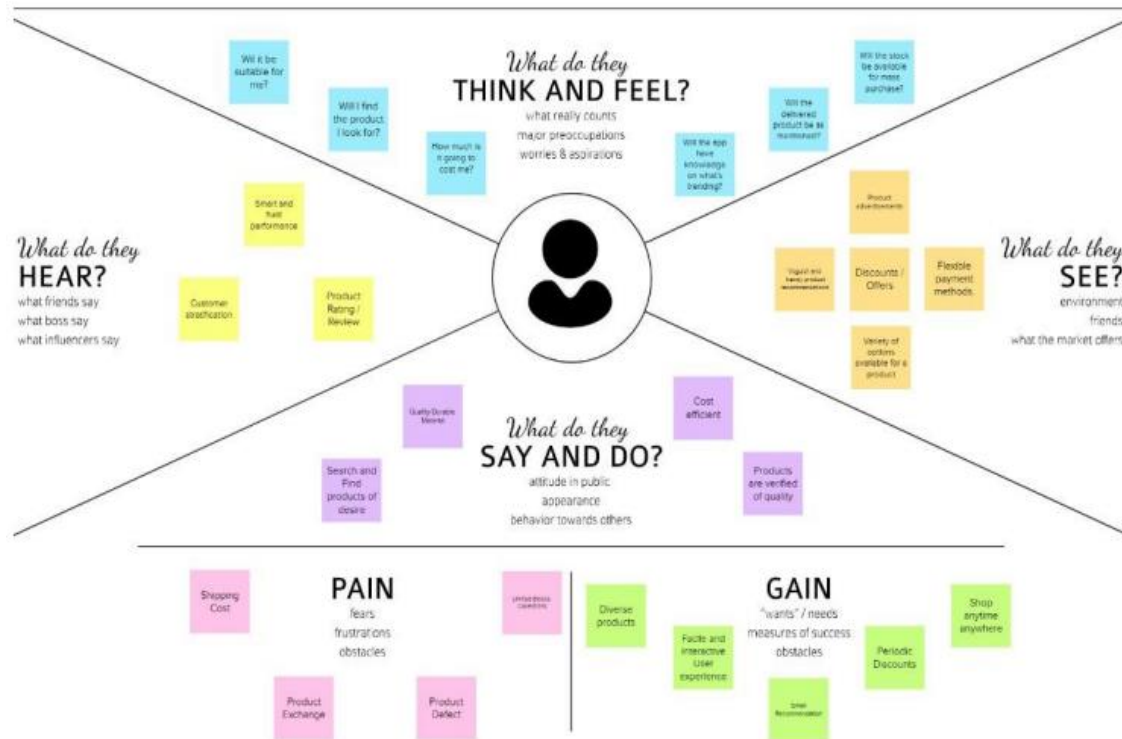 What do they
THINK AND FEEL?
what really counts
major preoccupations
worries & aspirations
Will it be
suitable for
me?
Will I find
the product
I look for?
How much is
it going to
cost me?
Will the app
have
knowledge
on what's
trending?
Will the
delivered
product be as
mentioned?
Will the stock
be available
for mass
purchase?
What do they
HEAR?
what friends say
what boss say
what influencers say
Smart and
fluid
performance
Customer
stratification
Product
Rating /
Review
What do they
SEE?
environment
friends
what the market offers
Product
advertisements
product
Discounts /
Offers
Flexible
payment
methods.
Variety of
options
available for a
product
What do they
SAY AND DO?
attitude in public
appearance
behavior towards others
Quality Durable
Material
Search and
Find
products of
desire
Cost
efficient
Products
are verified
of quality
PAIN
fears
frustrations
obstacles
Shipping
Cost
Product
Exchange
Product
Defect
GAIN
"wants" / needs
measures of success
obstacles
Diverse
products
Facile and
interactive
User
experience
Smart
Recommendation
Periodic
Discounts
Shop
anytime
anywhere